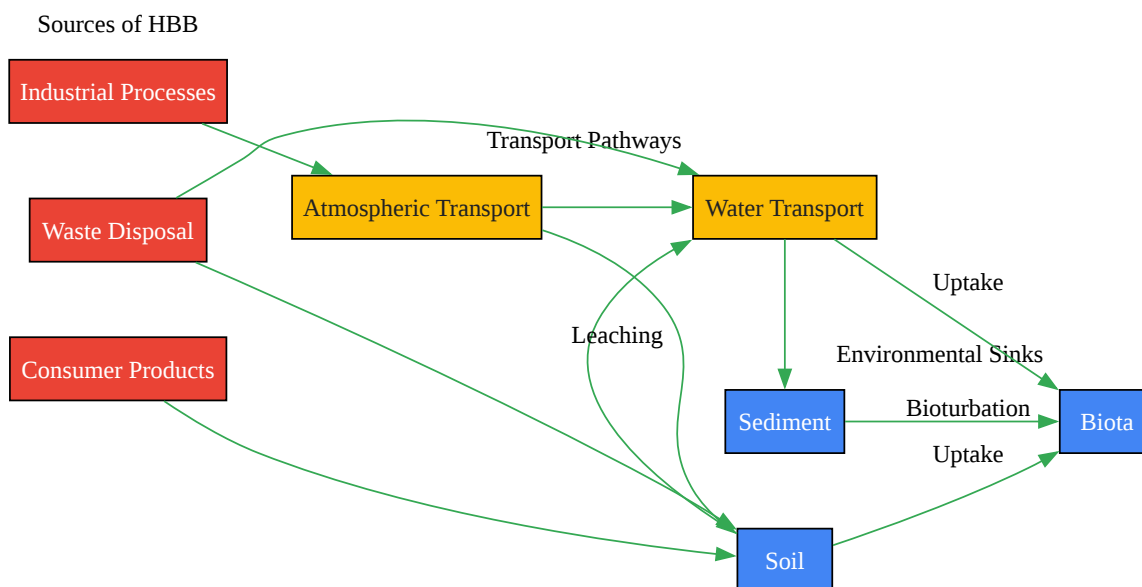 Sources of HBB
Industrial Processes
Transport Pathways
Atmospheric Transport
Water Transport
Waste Disposal
Uptake
Leaching
Environmental Sinks
Consumer Products
Bioturbation
Sediment
Biota
Uptake
Soil